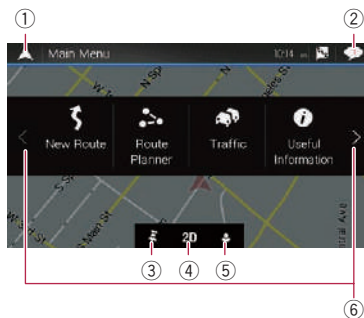 ① ②
Main Menu 10:14
New Route Route Planner Traffic Useful Information
2D
③ ④ ⑤
⑥